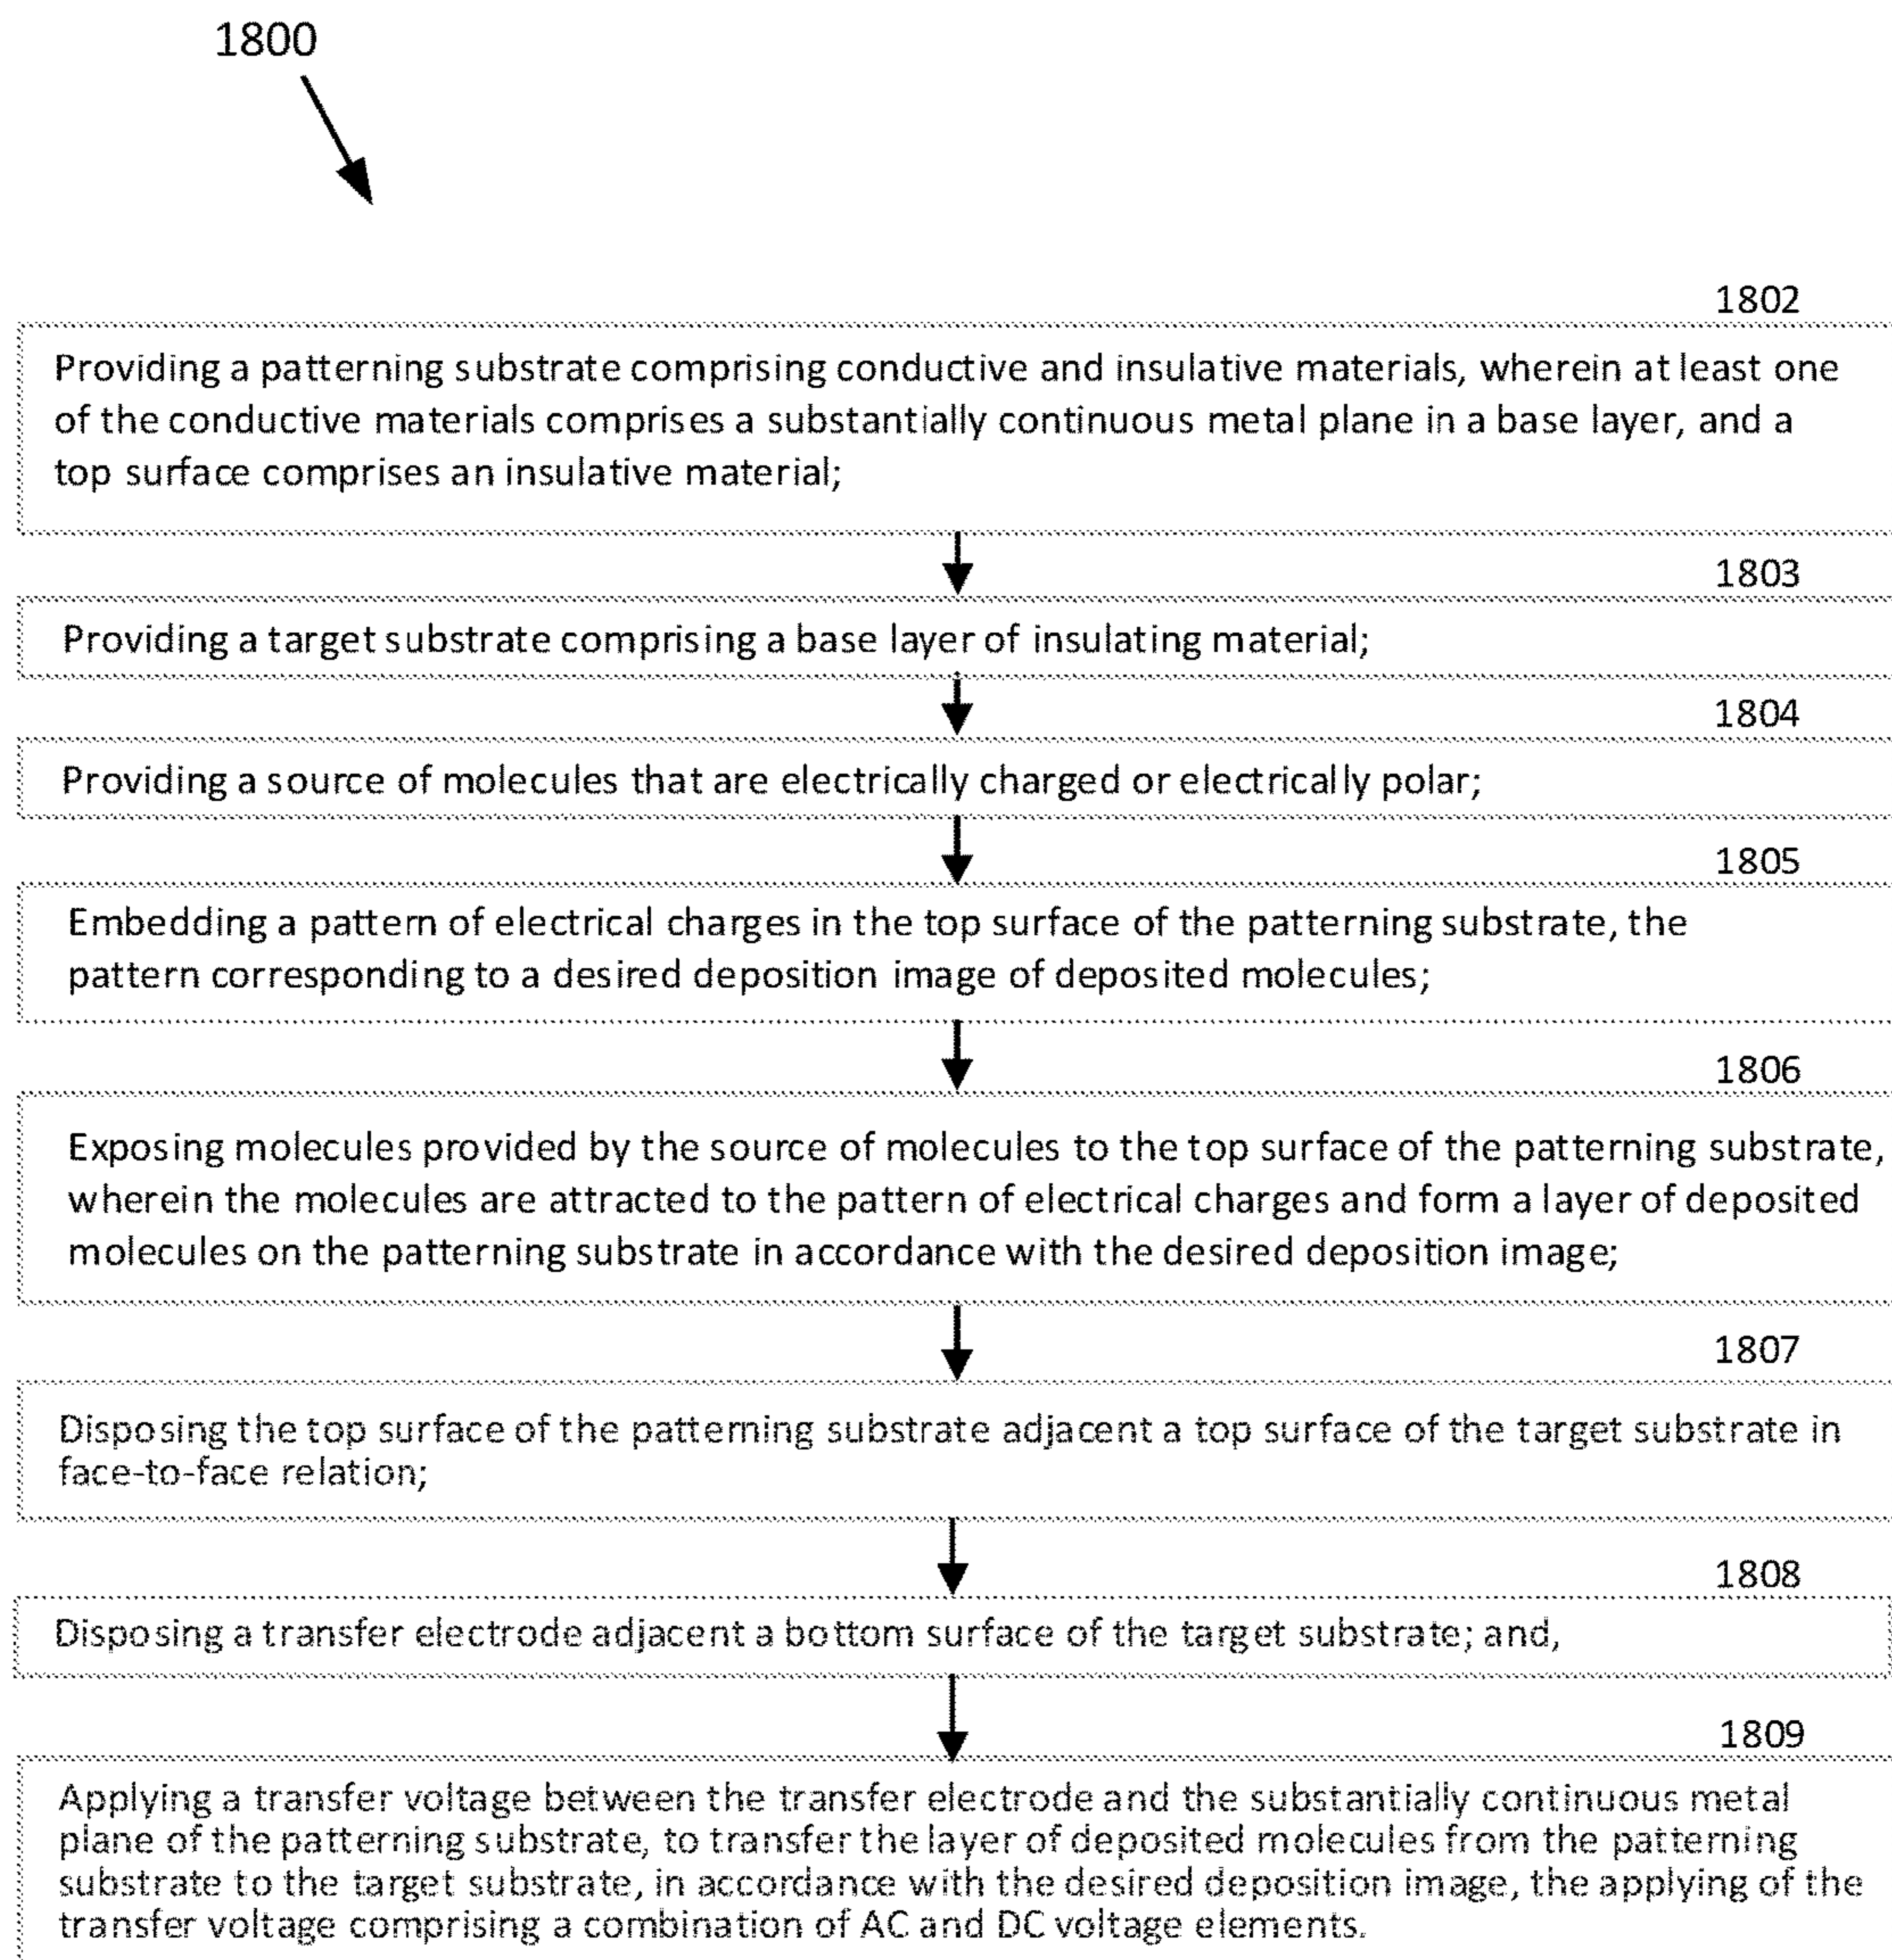 1800
1802
Providing a patterning substrate comprising conductive and insulative materials, wherein at least one
of the conductive materials comprises a substantially continuous metal plane in a base layer, and a
top surface comprises an insulative material;
1803
Providing a target substrate comprising a base layer of insulating material;
1804
Providing a source of molecules that are electrically charged or electrically polar;
1805
Embedding a pattern of electrical charges in the top surface of the patterning substrate, the
pattern corresponding to a desired deposition image of deposited molecules;
1806
Exposing molecules provided by the source of molecules to the top surface of the patterning substrate,
wherein the molecules are attracted to the pattern of electrical charges and form a layer of deposited
molecules on the patterning substrate in accordance with the desired deposition image;
1807
Disposing the top surface of the patterning substrate adjacent a top surface of the target substrate in
face-to-face relation;
1808
Disposing a transfer electrode adjacent a bottom surface of the target substrate; and,
1809
Applying a transfer voltage between the transfer electrode and the substantially continuous metal
plane of the patterning substrate, to transfer the layer of deposited molecules from the patterning
substrate to the target substrate, in accordance with the desired deposition image, the applying of the
transfer voltage comprising a combination of AC and DC voltage elements.